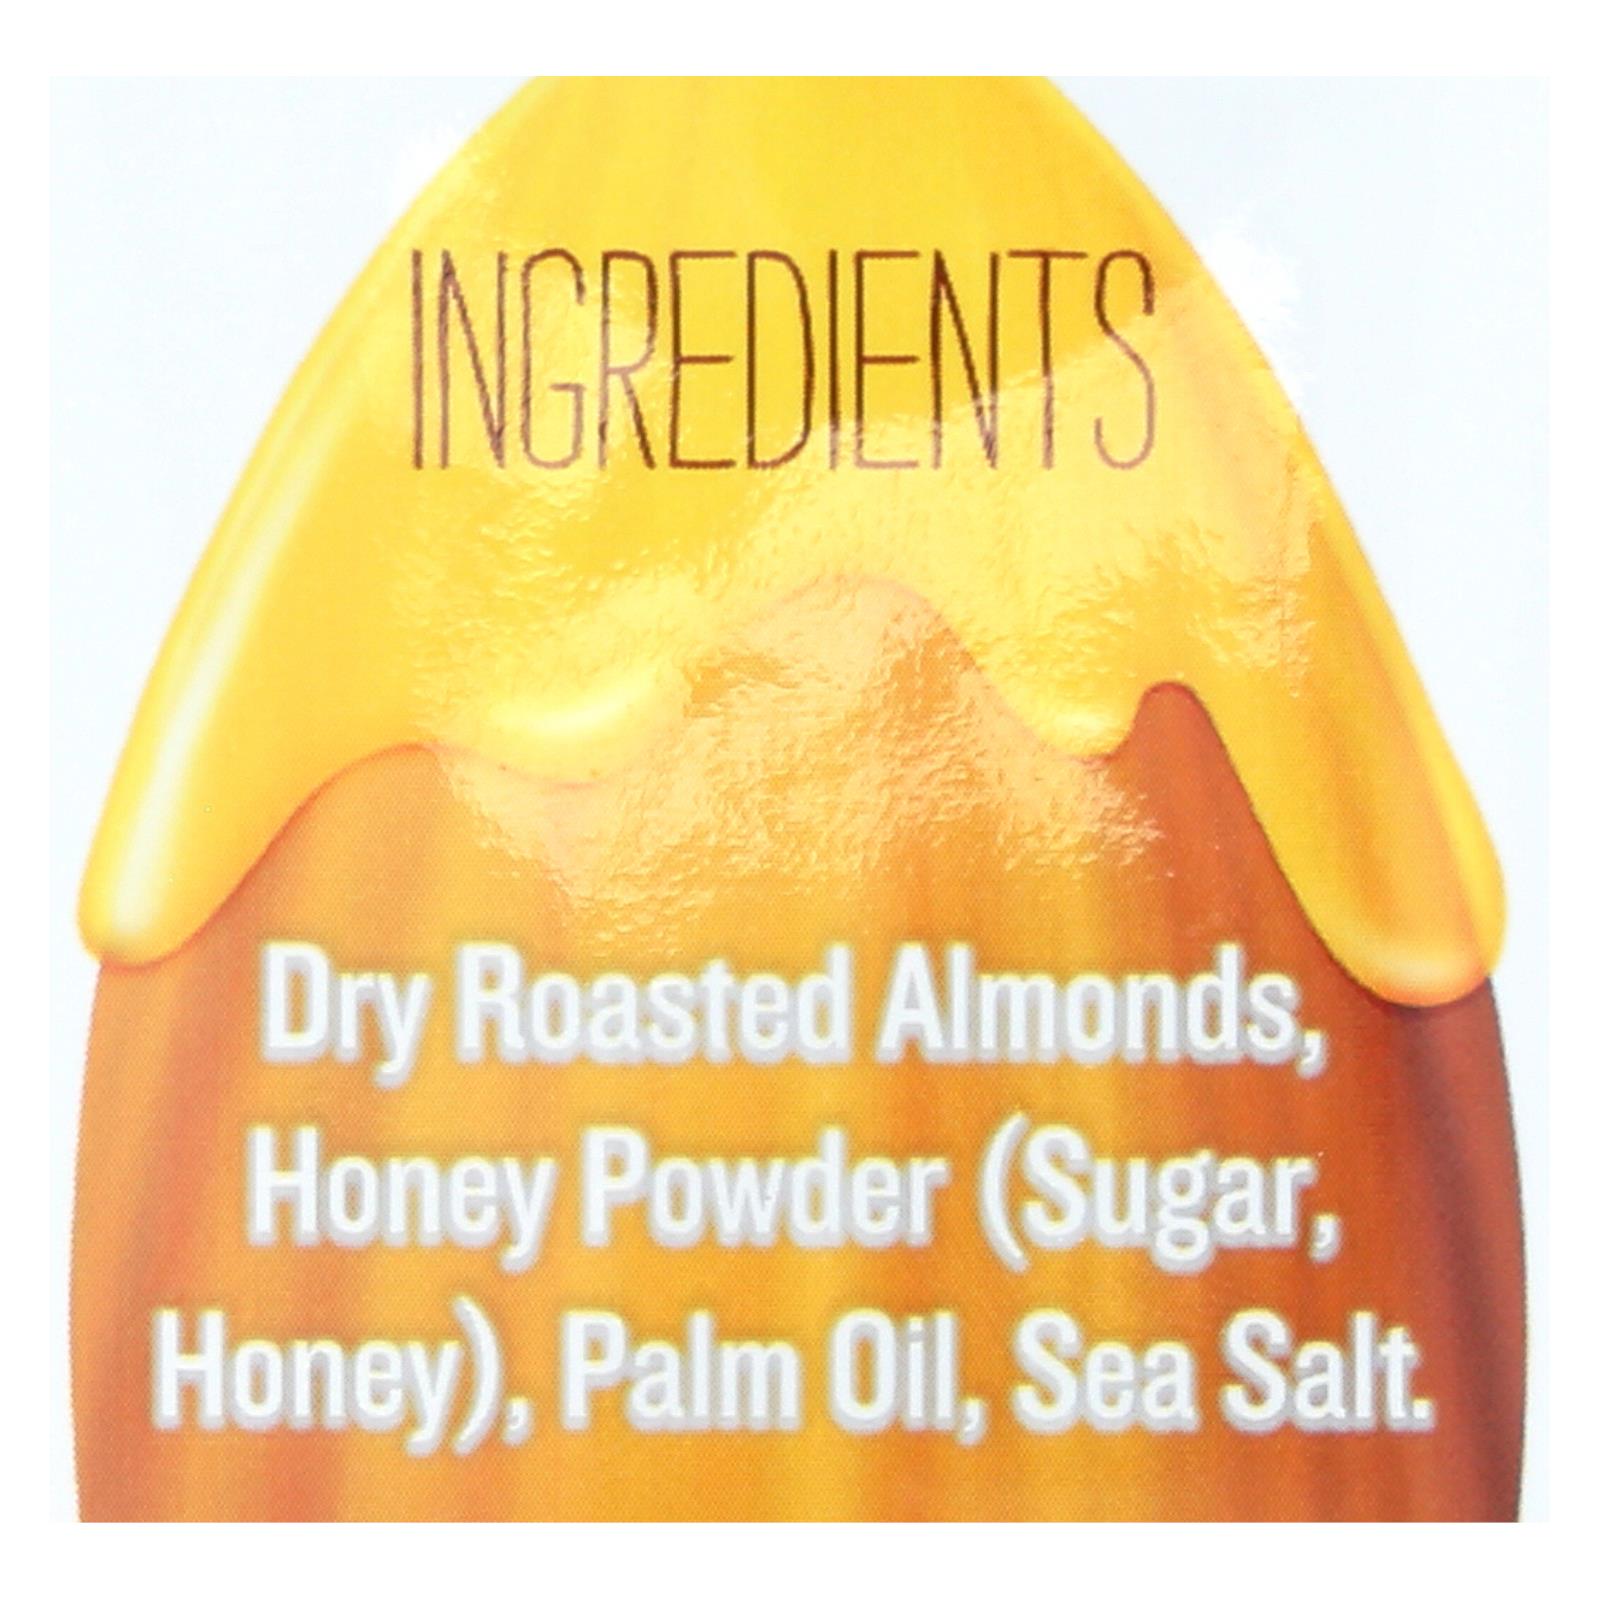 INGREDIENTS
Dry Roasted Almonds,
Honey Powder (Sugar,
Honey), Palm Oil, Sea Salt.